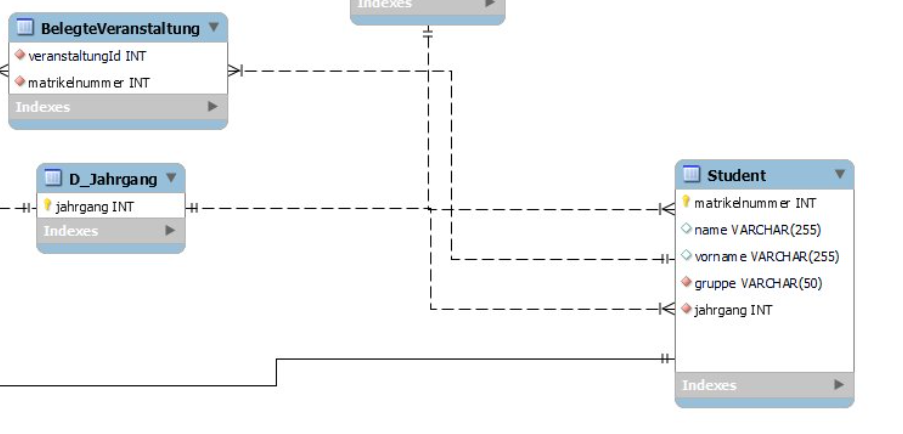 Indexes
BelegteVeranstaltung
veranstaltungId INT
matrikelnummer INT
Indexes
D_Jahrgang
jahrgang INT
Indexes
Student
matrikelnummer INT
name VARCHAR(255)
vorname VARCHAR(255)
gruppe VARCHAR(50)
jahrgang INT
Indexes